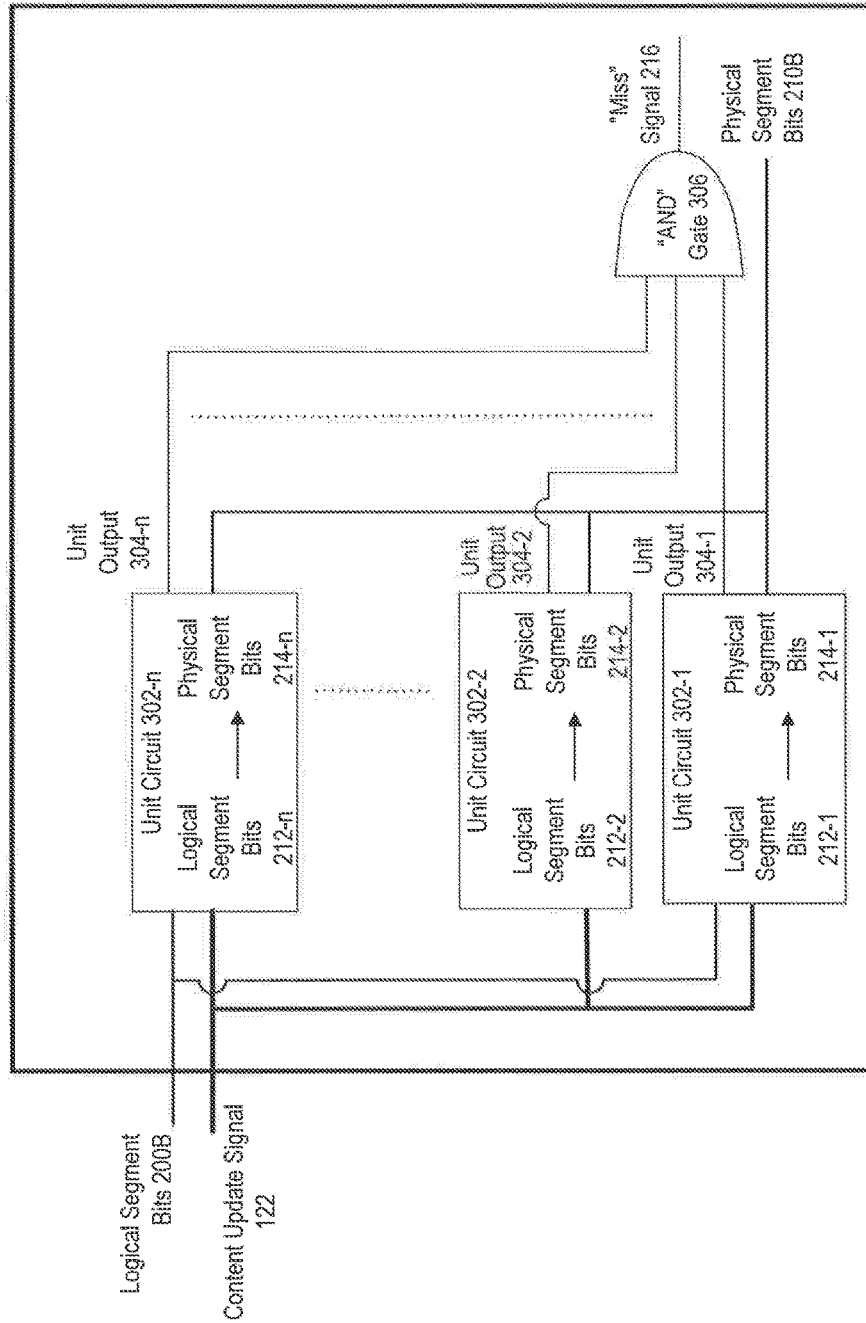 Logical Segment
Bits 200B
Content Update Signal
122
Unit Circuit 302-n
Logical
Segment
Bits
212-n
Physical
Segment
Bits
214-n
Unit
Output
304-n
Unit Circuit 302-2
Logical
Segment
Bits
212-2
Physical
Segment
Bits
214-2
Unit
Output
304-2
Unit Circuit 302-1
Logical
Segment
Bits
212-1
Physical
Segment
Bits
214-1
Unit
Output
304-1
"AND"
Gate 306
"Miss"
Signal 216
Physical
Segment
Bits 210B